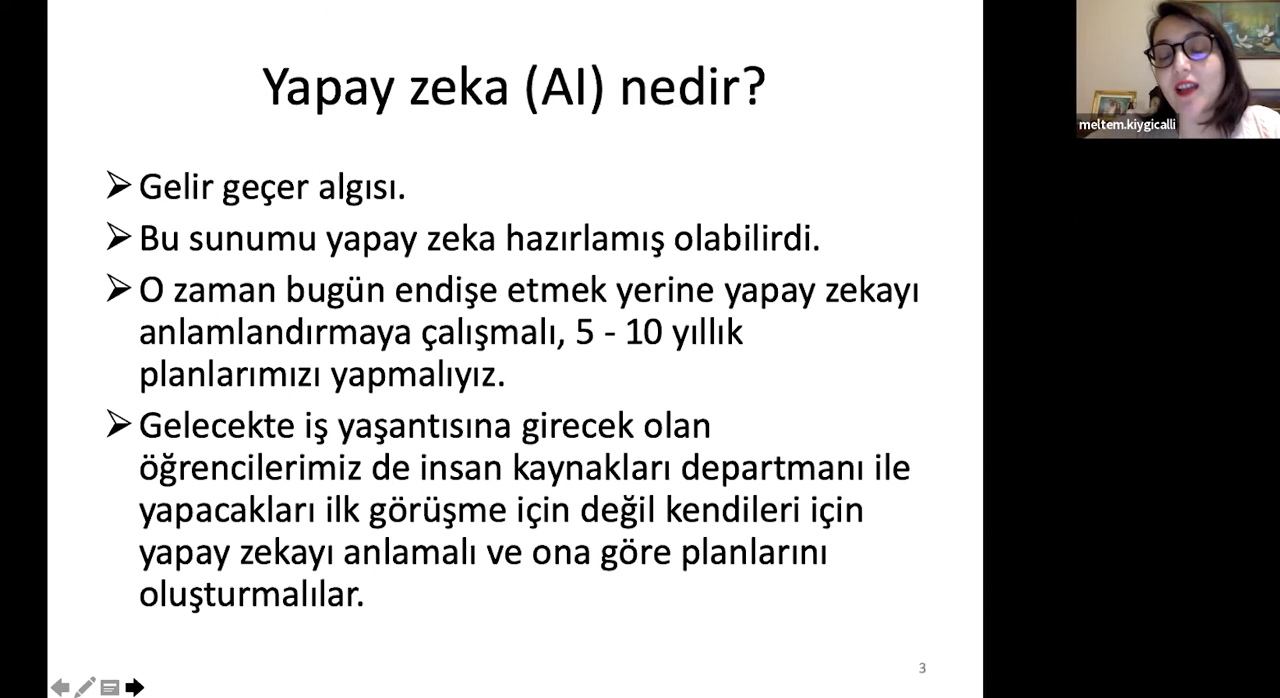 Yapay zeka (AI) nedir?
Gelir geçer algısı.
Bu sunumu yapay zeka hazırlamış olabilirdi.
O zaman bugün endişe etmek yerine yapay zekayı
anlamlandırmaya çalışmalı, 5 - 10 yıllık
planlarımızı yapmalıyız.
Gelecekte iş yaşantısına girecek olan
öğrencilerimiz de insan kaynakları departmanı ile
yapacakları ilk görüşme için değil kendileri için
yapay zekayı anlamalı ve ona göre planlarını
oluşturmalılar.
3
meltem.kiygicalli